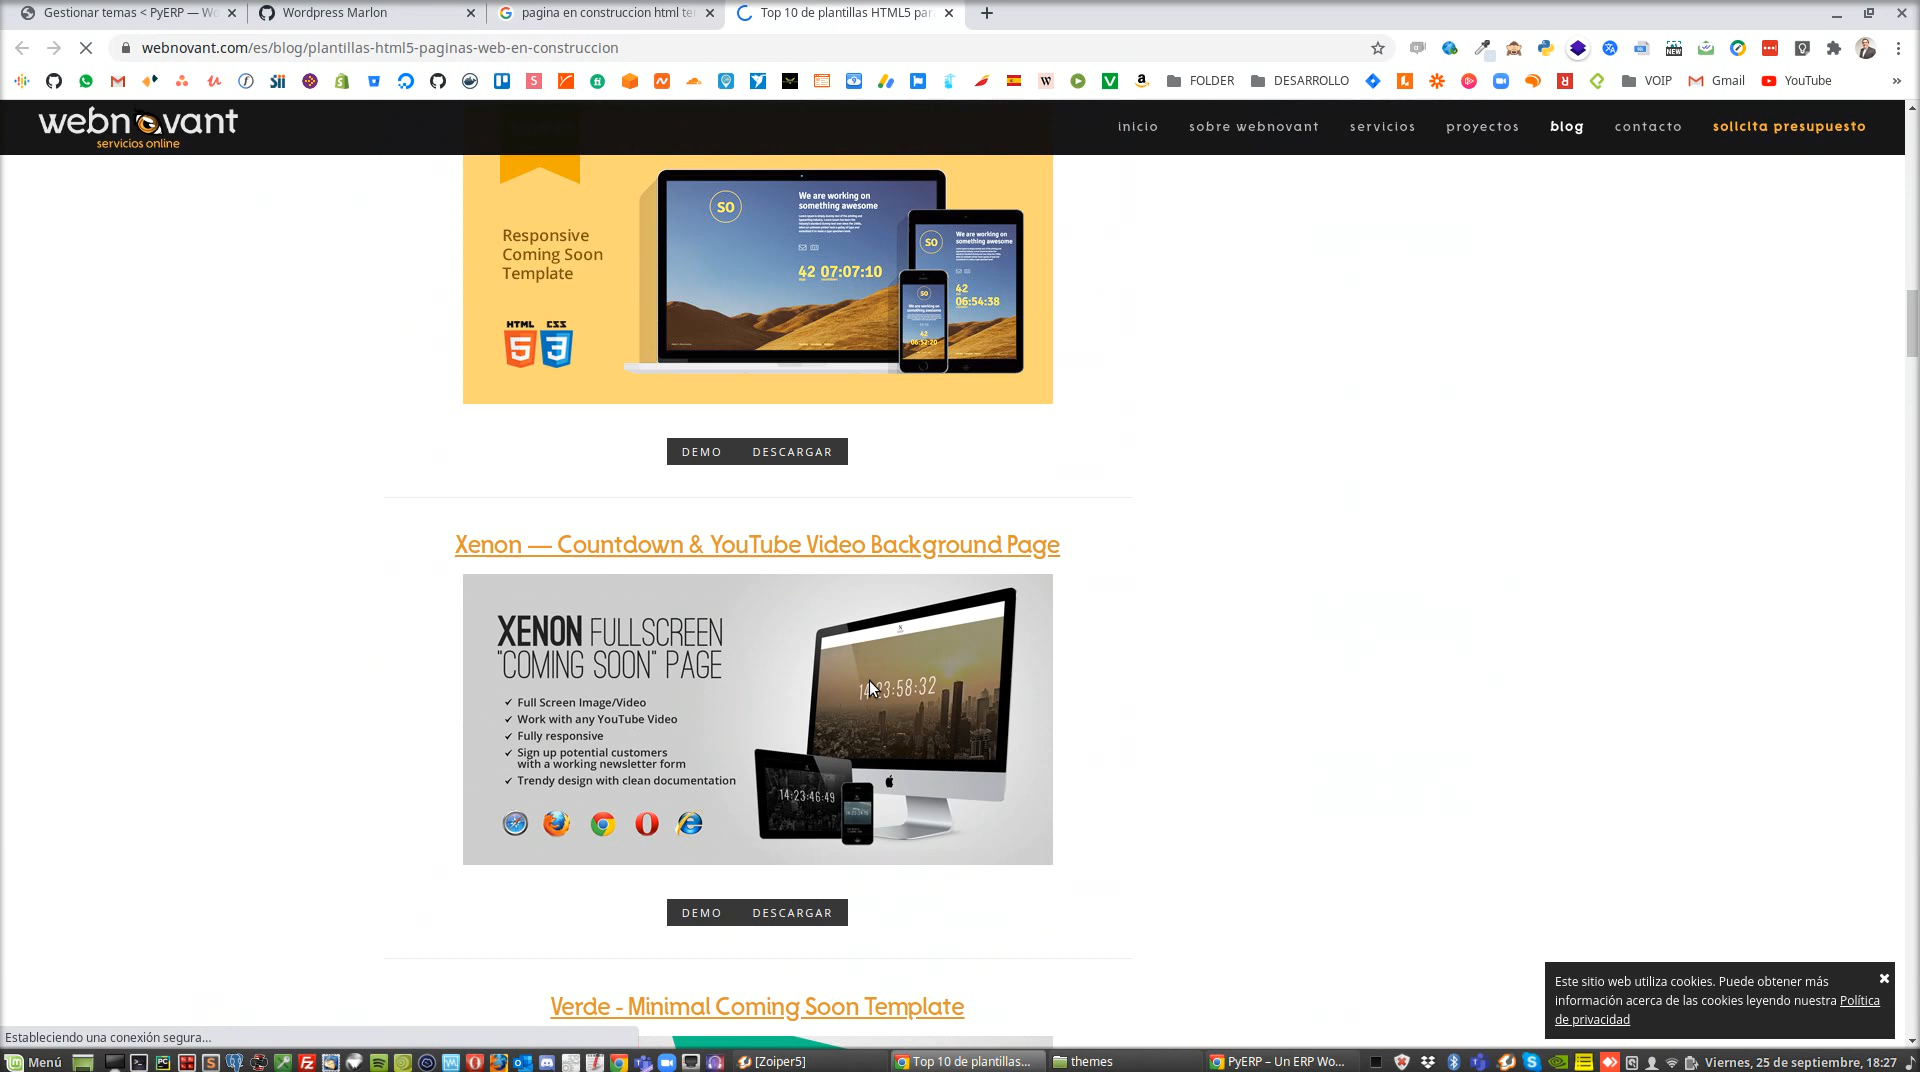 Gestionar temas < PyERP — Wo
Wordpress Marlon
pagina en construccion html te
Top 10 de plantillas HTML5 par
webnovant.com/es/blog/plantillas-html5-paginas-web-en-construccion
FOLDER
DESARROLLO
VOIP
Gmail
YouTube
webnovant
servicios online
inicio
sobre webnovant
servicios
proyectos
blog
contacto
solicita presupuesto
Responsive
Coming Soon
Template
HTML CSS
5 3
SO
We are working on
something awesome
42 07:07:10
SO
We are working on
something awesome
42
06:54:38
SO
42
DEMO
DESCARGAR
Xenon — Countdown & YouTube Video Background Page
XENON FULLSCREEN
"COMING SOON" PAGE
✓ Full Screen Image/Video
✓ Work with any YouTube Video
✓ Fully responsive
✓ Sign up potential customers
with a working newsletter form
✓ Trendy design with clean documentation
14:23:58:32
14:23:46:49
DEMO
DESCARGAR
Verde - Minimal Coming Soon Template
Este sitio web utiliza cookies. Puede obtener más
información acerca de las cookies leyendo nuestra Política
de privacidad
Estableciendo una conexión segura...
Menú
[Zoiper5]
Top 10 de plantillas...
themes
PyERP – Un ERP Wo...
Viernes, 25 de septiembre, 18:27